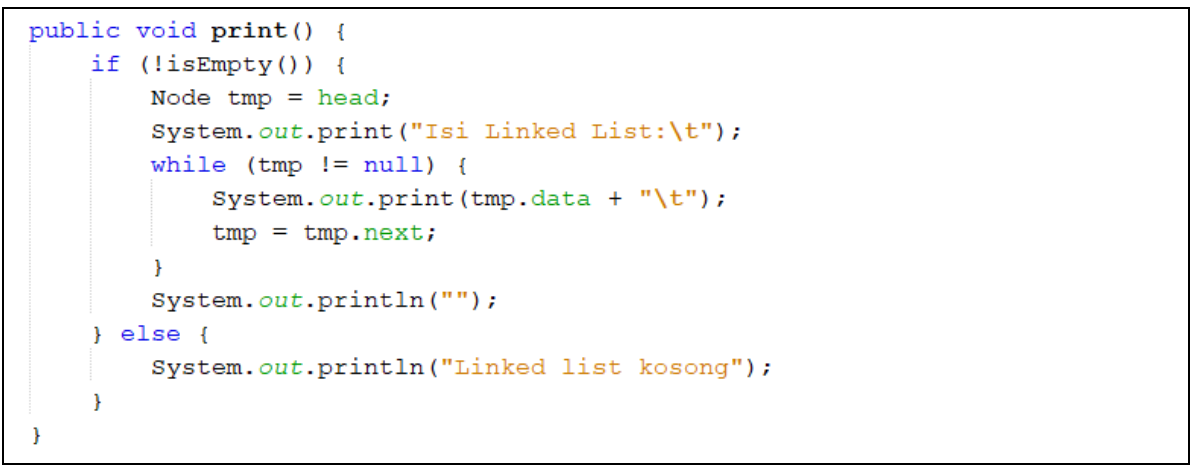 public void print() {
    if (!isEmpty()) {
        Node tmp = head;
        System.out.print("Isi Linked List:\t");
        while (tmp != null) {
            System.out.print(tmp.data + "\t");
            tmp = tmp.next;
        }
        System.out.println("");
    } else {
        System.out.println("Linked list kosong");
    }
}